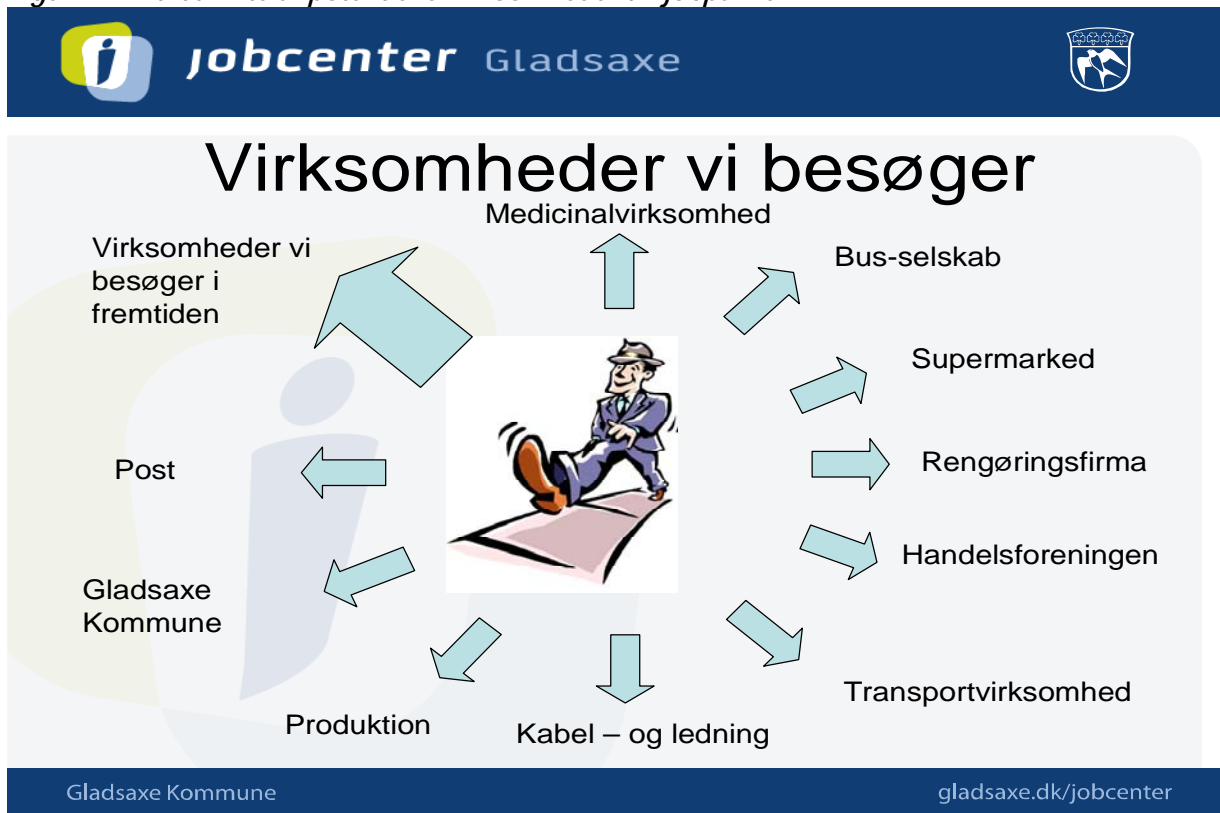 jobcenter Gladsaxe
Virksomheder vi besøger
Medicinalvirksomhed
Virksomheder vi
besøger i
fremtiden
Bus-selskab
Supermarked
Post
Rengøringsfirma
Handelsforeningen
Gladsaxe
Kommune
Transportvirksomhed
Produktion
Kabel – og ledning
Gladsaxe Kommune
gladsaxe.dk/jobcenter